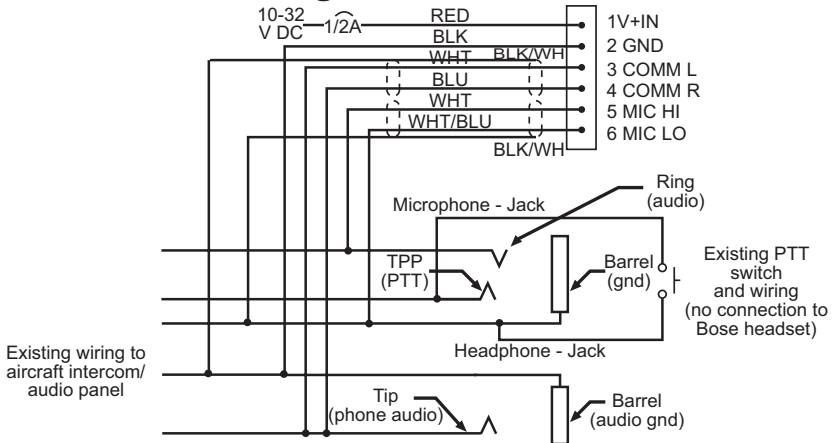 10-32
V DC
1/2A
RED
BLK
BLK/WH
WHT
BLU
WHT
WHT/BLU
BLK/WH
1V+IN
2 GND
3 COMM L
4 COMM R
5 MIC HI
6 MIC LO
Microphone - Jack
Ring
(audio)
TPP
(PTT)
Barrel
(gnd)
Existing PTT
switch
and wiring
(no connection to
Bose headset)
Headphone - Jack
Existing wiring to
aircraft intercom/
audio panel
Tip
(phone audio)
Barrel
(audio gnd)